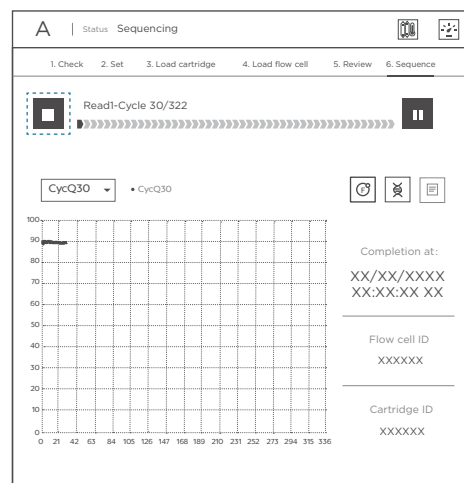 A | Status Sequencing
1. Check 2. Set 3. Load cartridge 4. Load flow cell 5. Review 6. Sequence
Read1-Cycle 30/322
CycQ30 • CycQ30
F°
100
90
80
70
60
50
40
30
20
10
0
0 21 42 63 84 105 126 147 168 189 210 231 252 273 294 315 336
Completion at:
XX/XX/XXXX
XX:XX:XX XX
Flow cell ID
XXXXXX
Cartridge ID
XXXXXX